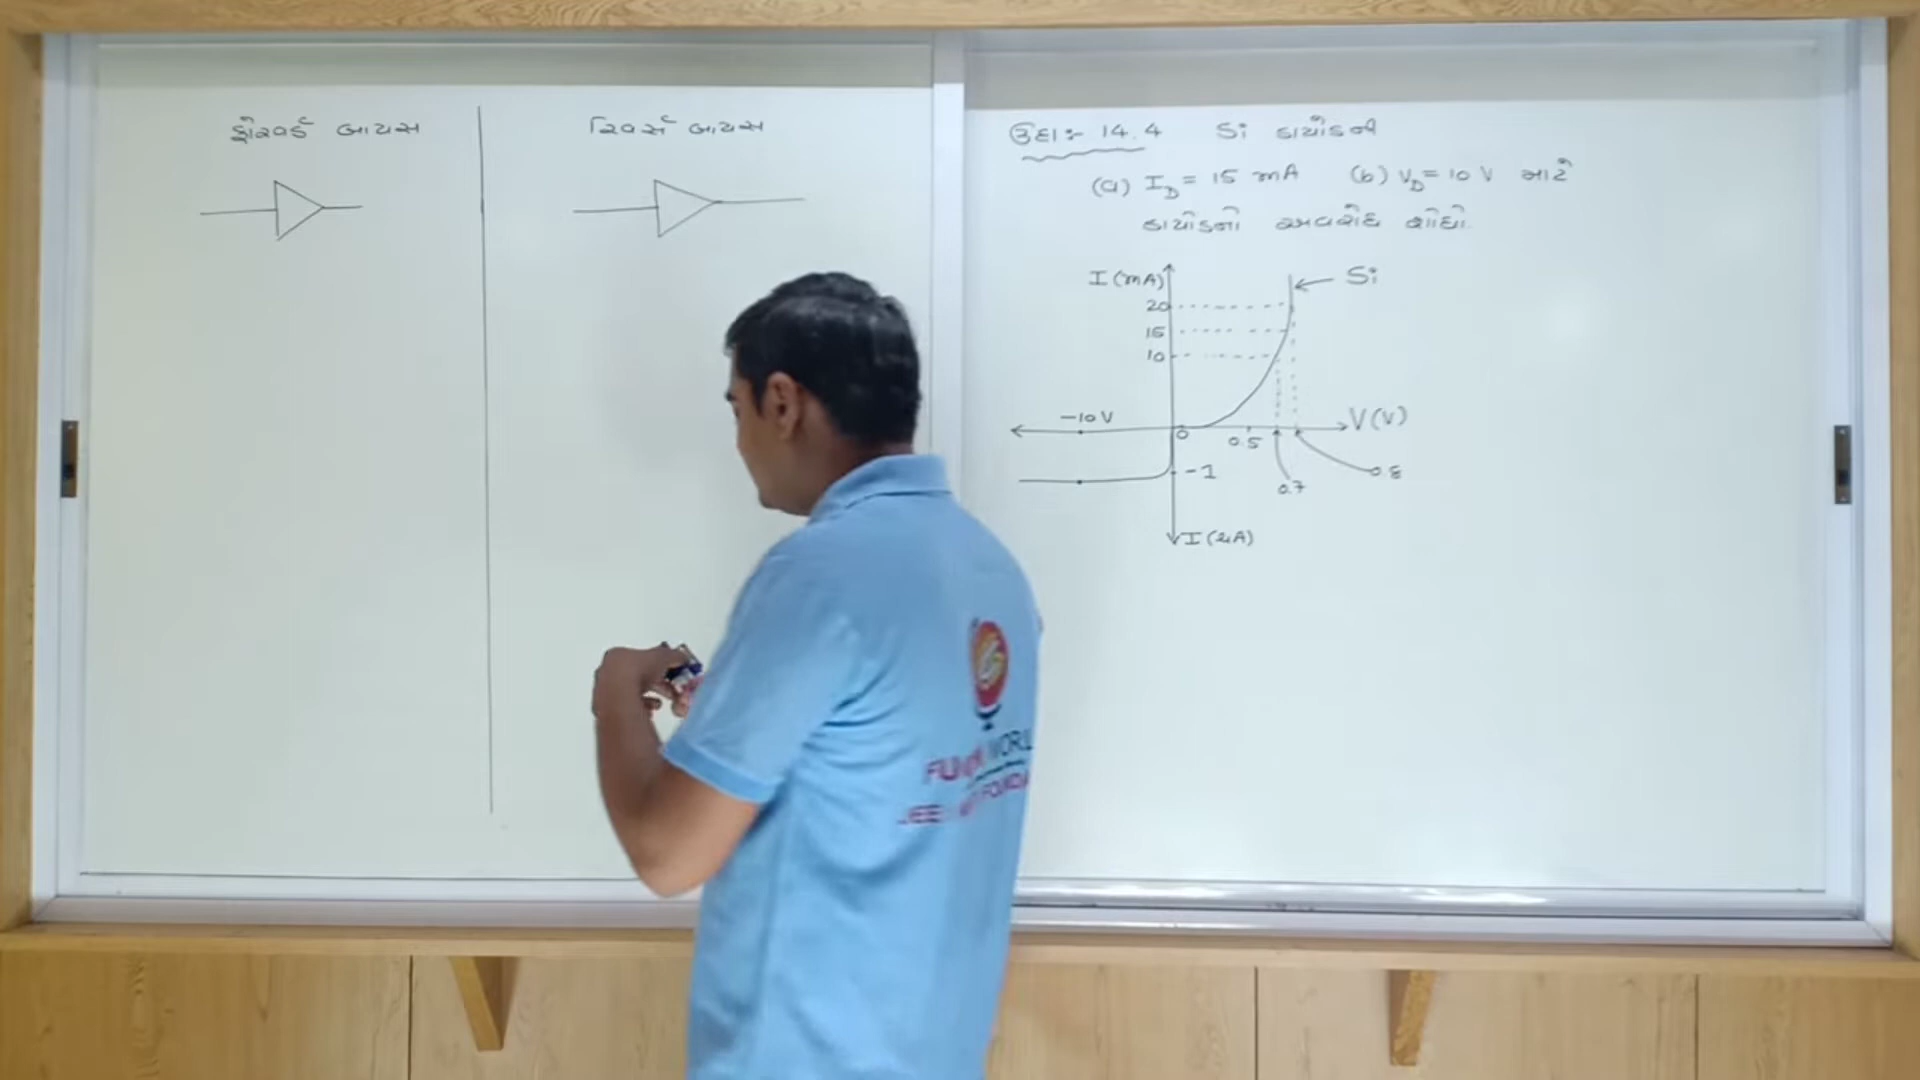 ફોરવર્ડ બાયસ
રિવર્સ બાયસ
ઉદા:- 14.4 Si ડાયોડની
(a) I_D = 15 mA (b) V_D = 10 V માટે
ડાયોડનો અવરોધ શોધો.
I (mA)
Si
20
15
10
-10 V
0
0.5
V(V)
-1
0.7
0.8
I (μA)